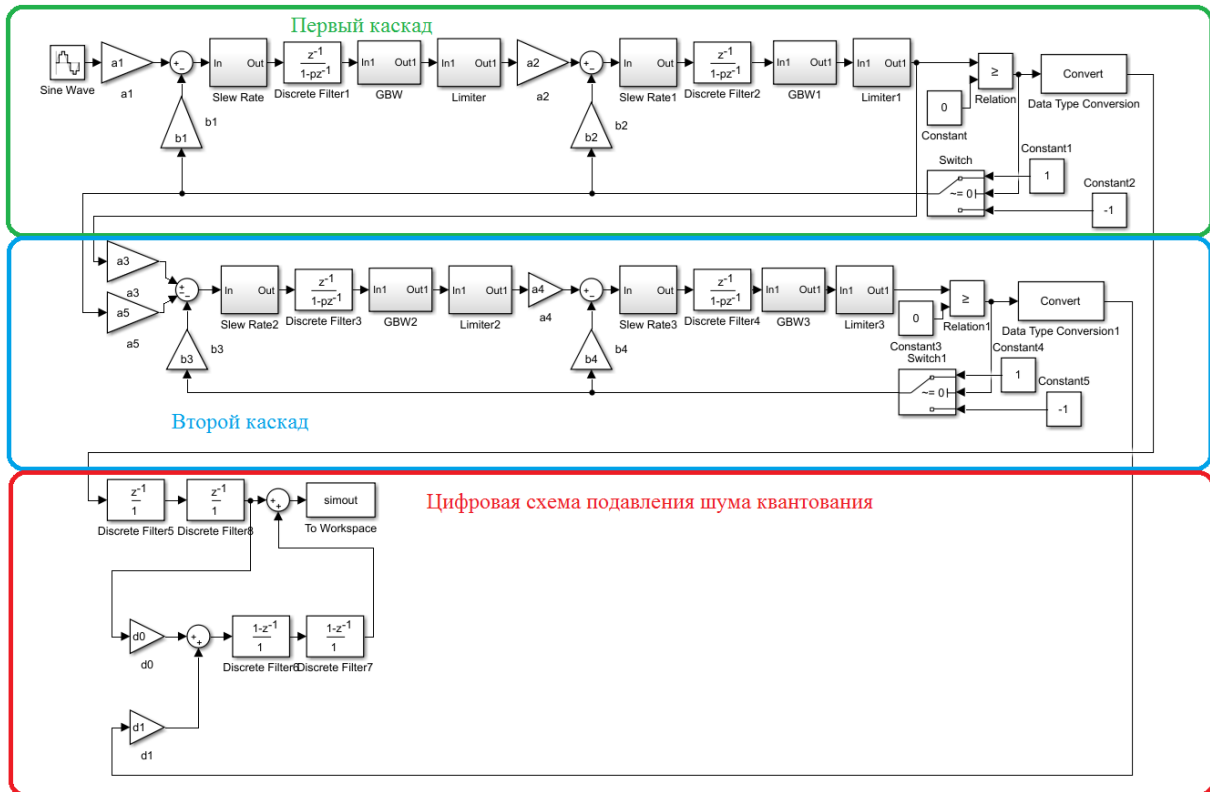 Первый каскад
Sine Wave
a1
a1
+
-
b1
b1
In Out
Slew Rate
z-1
1-pz-1
Discrete Filter1
In1 Out1
GBW
In1 Out1
Limiter
a2
a2
+
-
b2
b2
In Out
Slew Rate1
z-1
1-pz-1
Discrete Filter2
In1 Out1
GBW1
In1 Out1
Limiter1
0
Constant
≥
Relation
Convert
Data Type Conversion
Switch
~= 0
Constant1
1
Constant2
-1
a3
a3
a5
a5
+
-
-
b3
b3
In Out
Slew Rate2
z-1
1-pz-1
Discrete Filter3
In1 Out1
GBW2
In1 Out1
Limiter2
a4
a4
+
-
b4
b4
In Out
Slew Rate3
z-1
1-pz-1
Discrete Filter4
In1 Out1
GBW3
In1 Out1
Limiter3
0
Constant3
≥
Relation1
Convert
Data Type Conversion1
Switch1
~= 0
Constant4
1
Constant5
-1
Второй каскад
Цифровая схема подавления шума квантования
z-1
1
Discrete Filter5
z-1
1
Discrete Filter8
+
+
simout
To Workspace
d0
d0
+
+
1-z-1
1
Discrete Filter6
1-z-1
1
Discrete Filter7
d1
d1